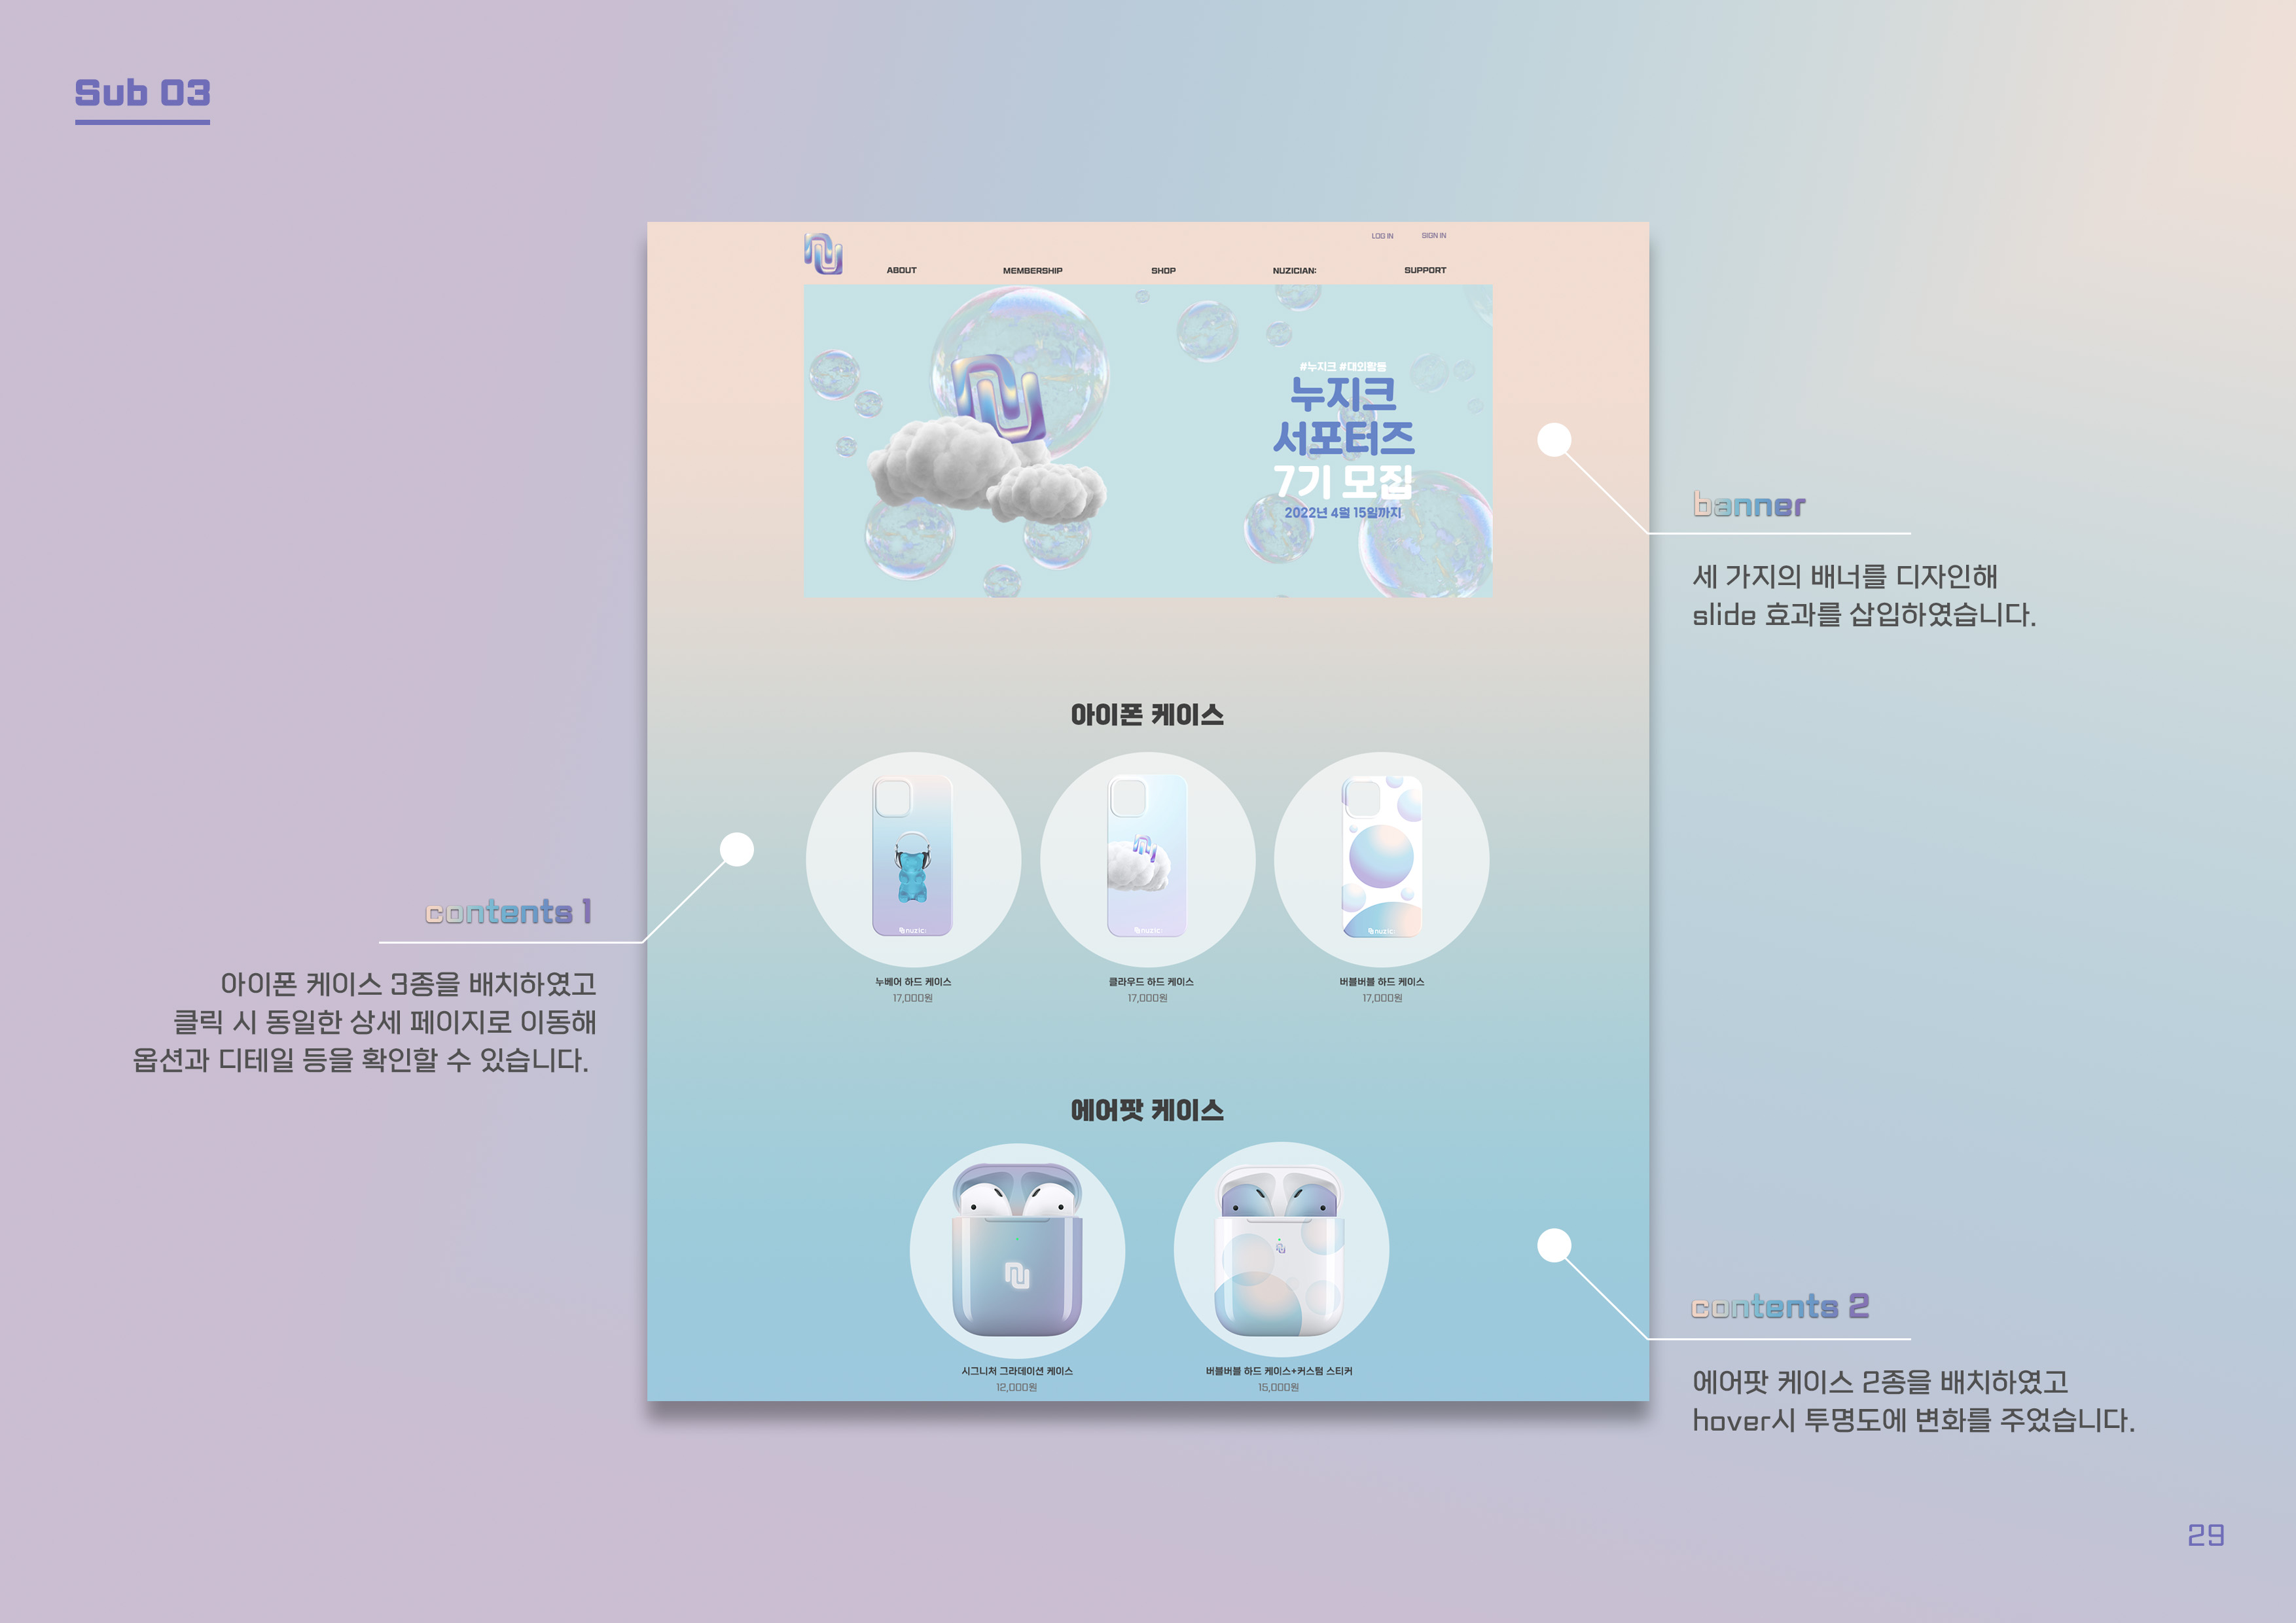 Sub 03
LOG IN
SIGN IN
ABOUT
MEMBERSHIP
SHOP
NUZICIAN:
SUPPORT
#누지크 #대외활동
누지크
서포터즈
7기 모집
2022년 4월 15일까지
banner
세 가지의 배너를 디자인해
slide 효과를 삽입하였습니다.
아이폰 케이스
nuzic:
nuzic:
nuzic:
누베어 하드 케이스
17,000원
클라우드 하드 케이스
17,000원
버블버블 하드 케이스
17,000원
contents 1
아이폰 케이스 3종을 배치하였고
클릭 시 동일한 상세 페이지로 이동해
옵션과 디테일 등을 확인할 수 있습니다.
에어팟 케이스
시그니처 그라데이션 케이스
12,000원
버블버블 하드 케이스+커스텀 스티커
15,000원
contents 2
에어팟 케이스 2종을 배치하였고
hover시 투명도에 변화를 주었습니다.
29